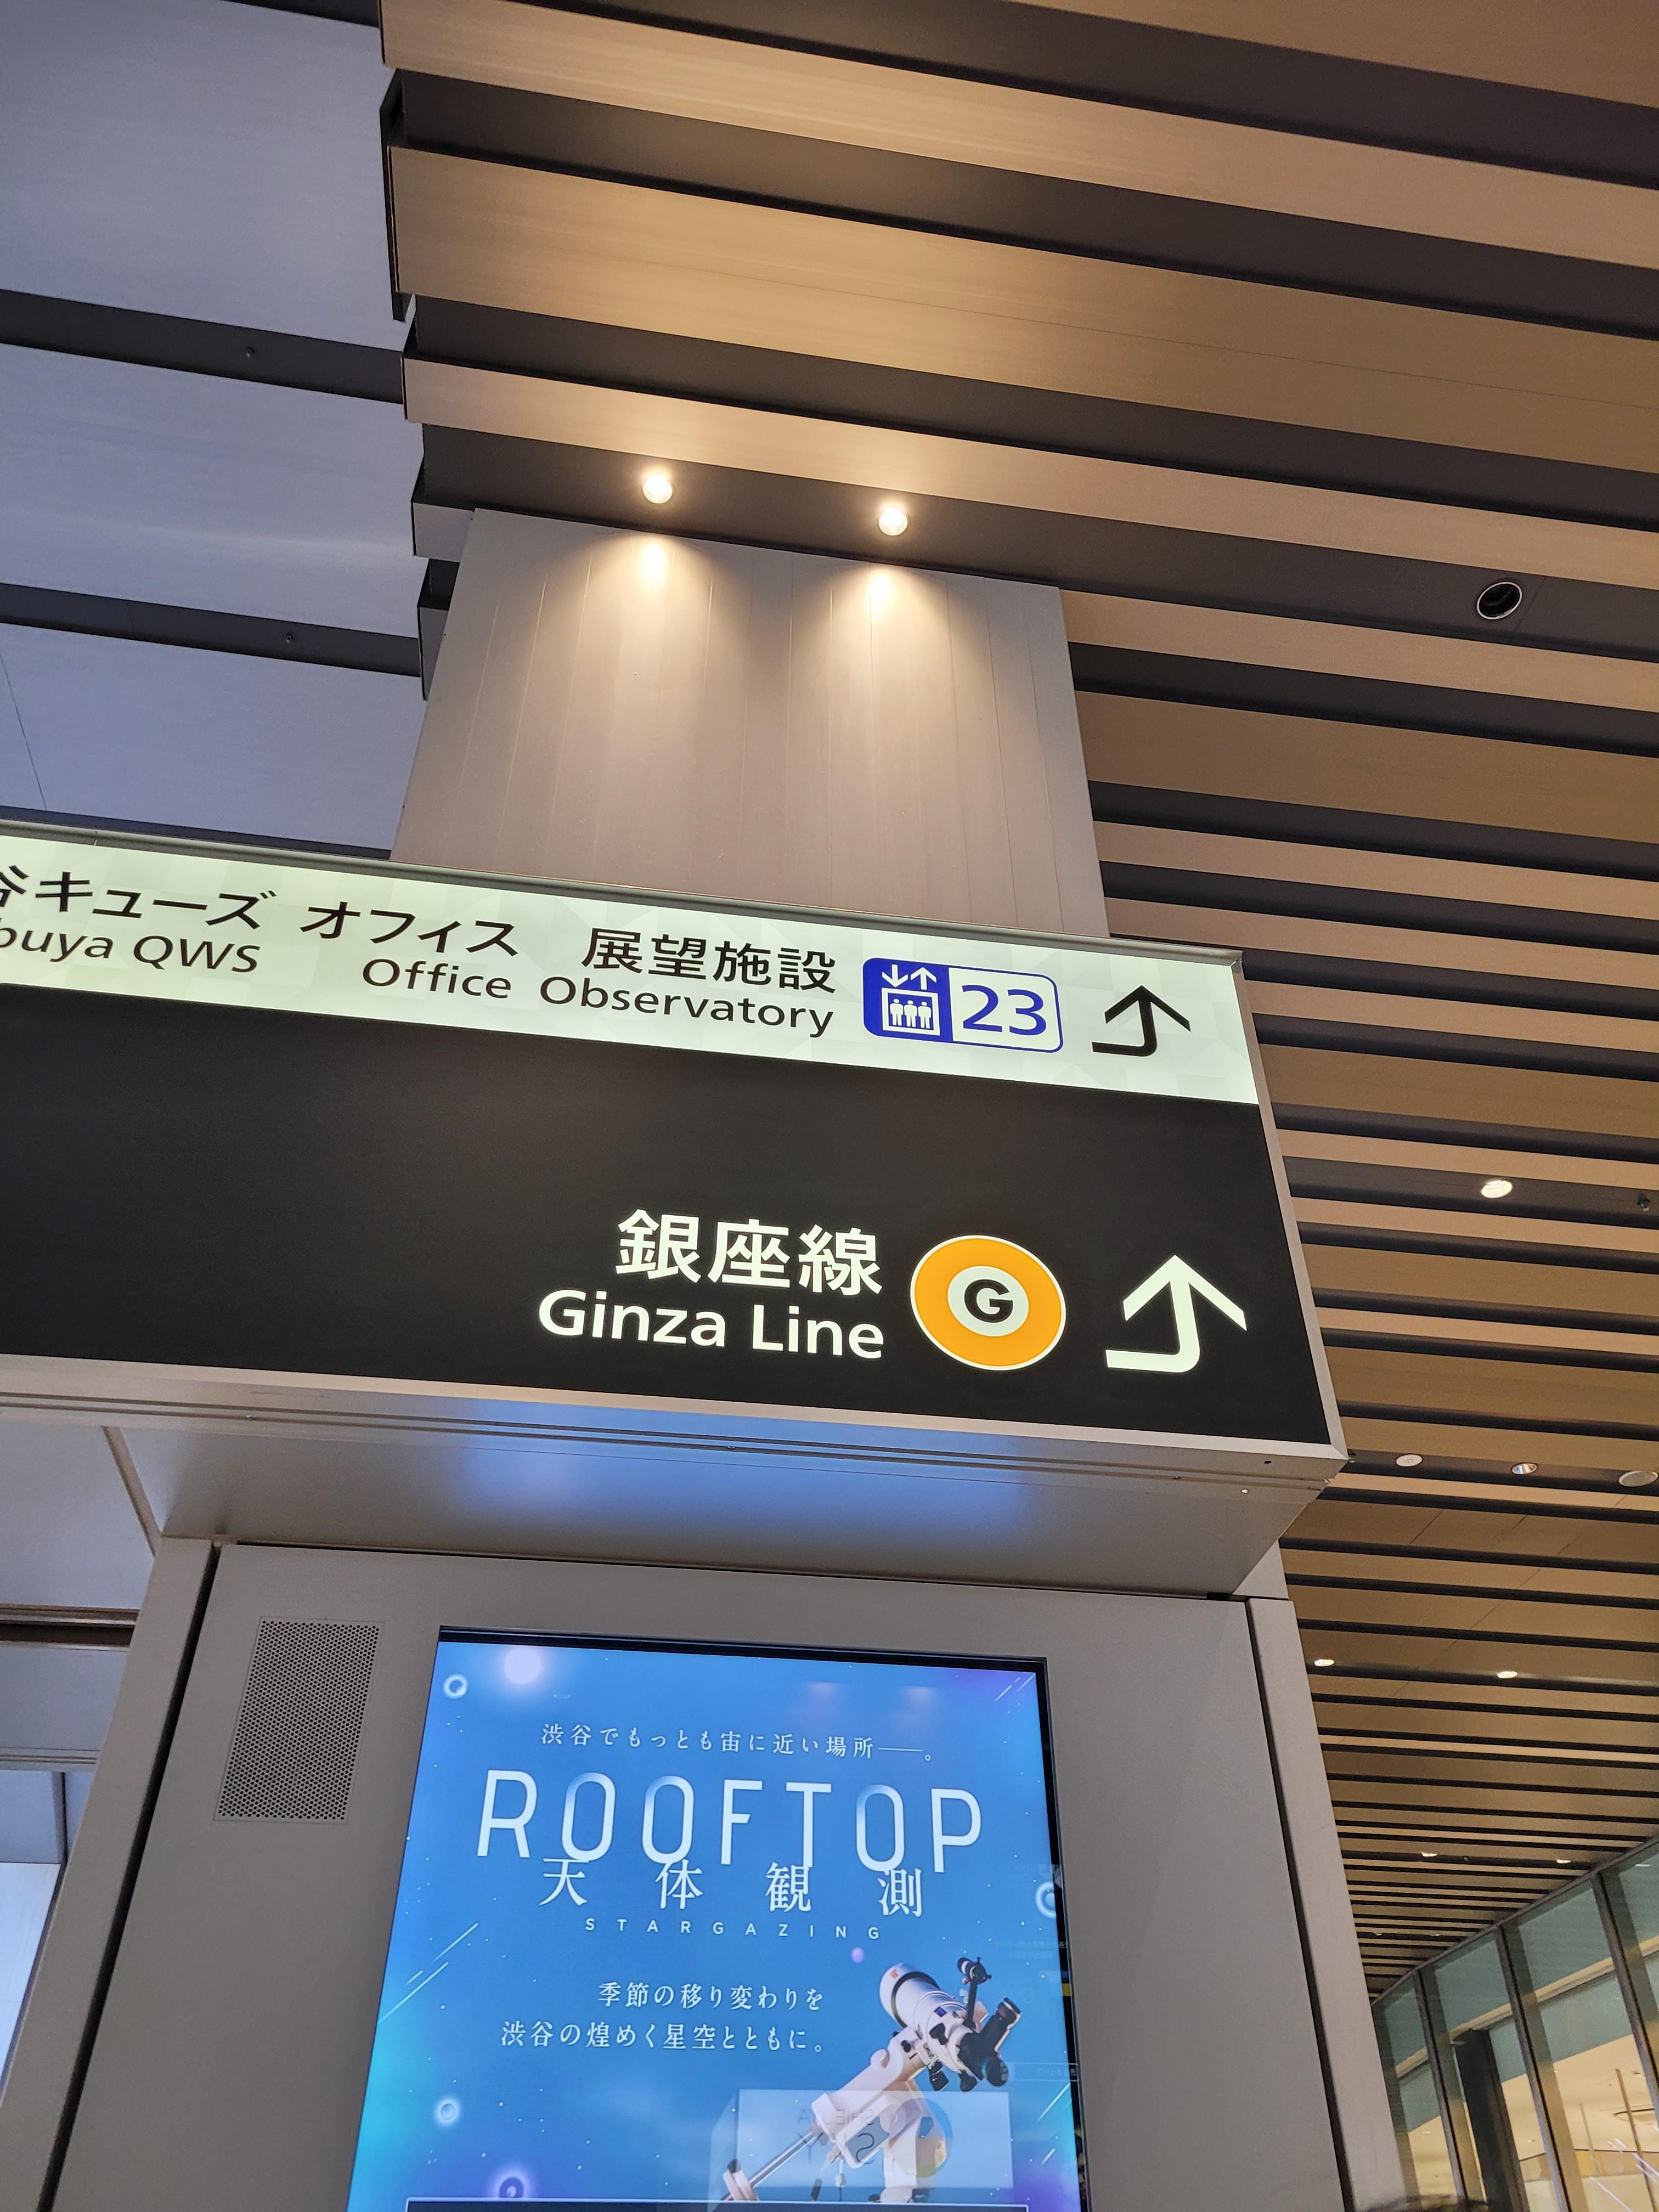 谷キューズ オフィス 展望施設
buya QWS Office Observatory 23
銀座線
Ginza Line G
渋谷でもっとも宙に近い場所――。
ROOFTOP
天体観測
STARGAZING
季節の移り変わりを
渋谷の煌めく星空とともに。